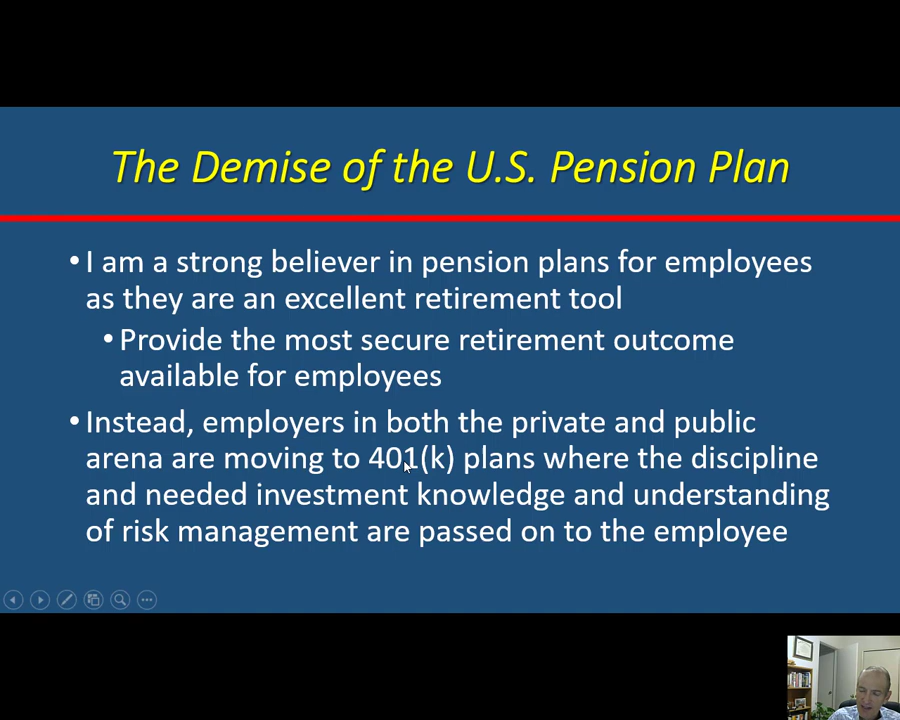 The Demise of the U.S. Pension Plan
• I am a strong believer in pension plans for employees
as they are an excellent retirement tool
• Provide the most secure retirement outcome
available for employees
• Instead, employers in both the private and public
arena are moving to 401(k) plans where the discipline
and needed investment knowledge and understanding
of risk management are passed on to the employee